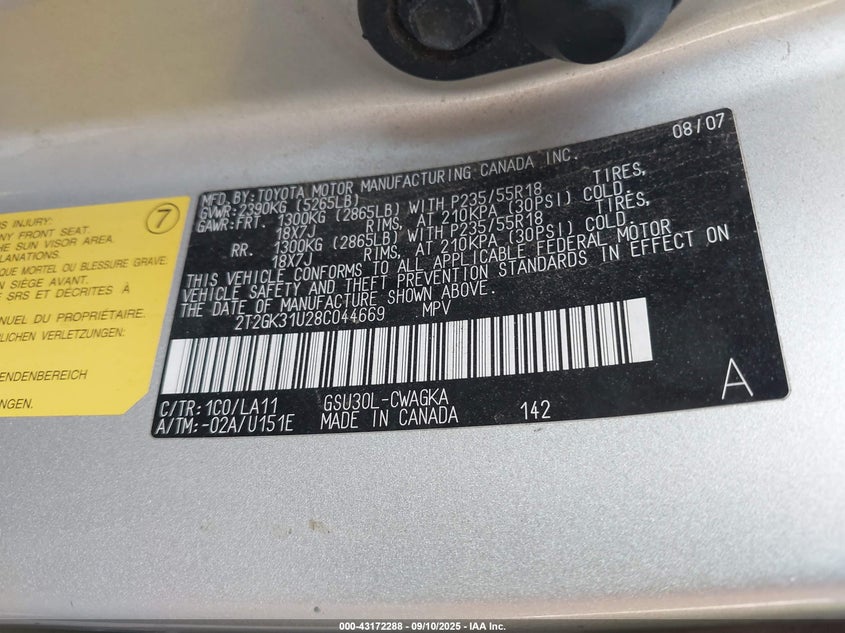 S INJURY:
NY FRONT SEAT.
THE SUN VISOR AREA.
LANATIONS.
QUE MORTEL OU BLESSURE GRAVE.
N SIÈGE AVANT.
SRS ET DÉCRITES À
NUEL DU PROPRIÉTAIRE.
RLICHEN VERLETZUNGEN.
ENDENBEREICH
NGEN.
7
08/07
MFD. BY: TOYOTA MOTOR MANUFACTURING CANADA INC.
GVWR: 2390KG (5265LB)
GAWR: FRT. 1300KG (2865LB) WITH P235/55R18 TIRES,
18X7J RIMS, AT 210KPA (30PSI) COLD.
RR. 1300KG (2865LB) WITH P235/55R18 TIRES,
18X7J RIMS, AT 210KPA (30PSI) COLD.
THIS VEHICLE CONFORMS TO ALL APPLICABLE FEDERAL MOTOR
VEHICLE SAFETY AND THEFT PREVENTION STANDARDS IN EFFECT ON
THE DATE OF MANUFACTURE SHOWN ABOVE.
2T2GK31U28C044669 MPV
C/TR: 1C0/LA11 GSU30L-CWAGKA
A/TM: -02A/U151E MADE IN CANADA 142
A
000-43172288 - 09/10/2025 - IAA Inc.